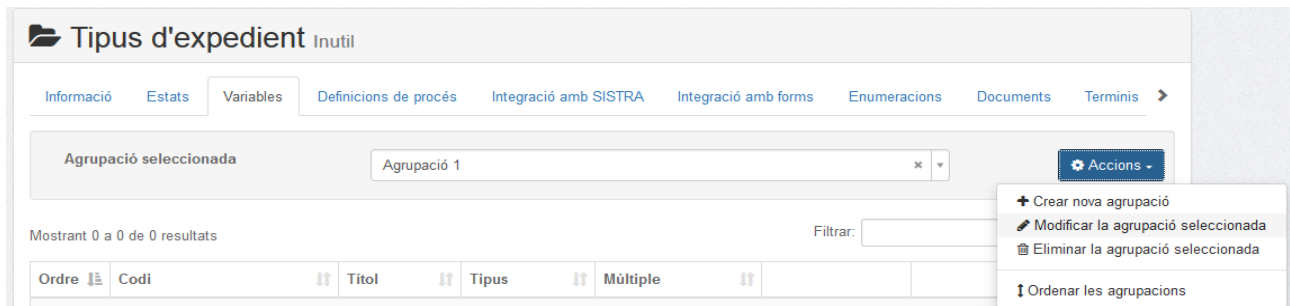 Tipus d'expedient Inutil
Informació Estats Variables Definicions de procés Integració amb SISTRA Integració amb forms Enumeracions Documents Terminis
Agrupació seleccionada Agrupació 1 Accions
Crear nova agrupació
Modificar la agrupació seleccionada
Mostrant 0 a 0 de 0 resultats Filtrar:
Eliminar la agrupació seleccionada
Ordre Codi Títol Tipus Múltiple
Ordenar les agrupacions